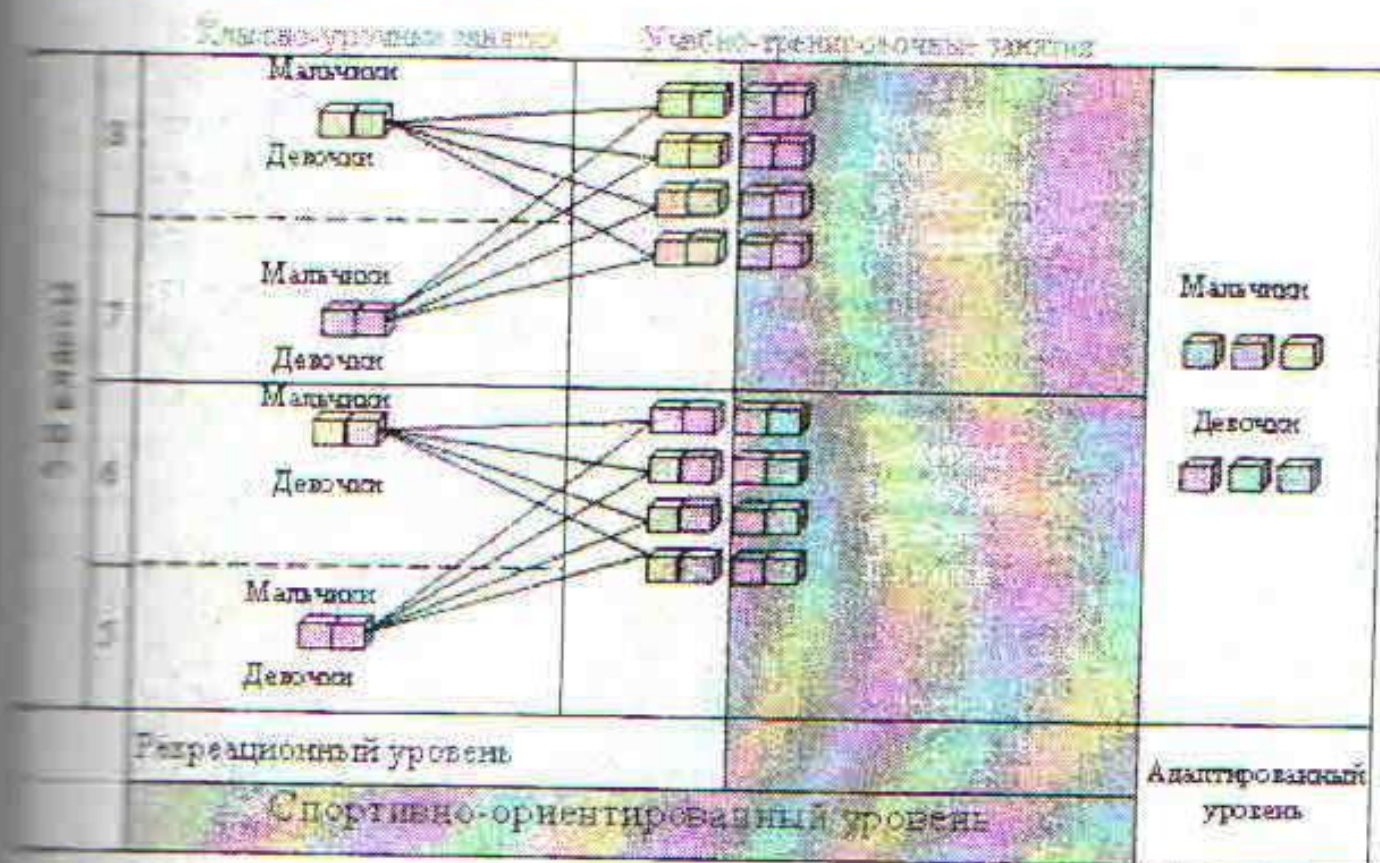 Классно-урочные занятия
Учебно-тренировочные занятия
Мальчики
8
Девочки
Мальчики
7
Девочки
Мальчики
6
Девочки
Мальчики
5
Девочки
Мальчики
Девочки
Рекреационный уровень
Спортивно-ориентированный уровень
Адаптированный
уровень